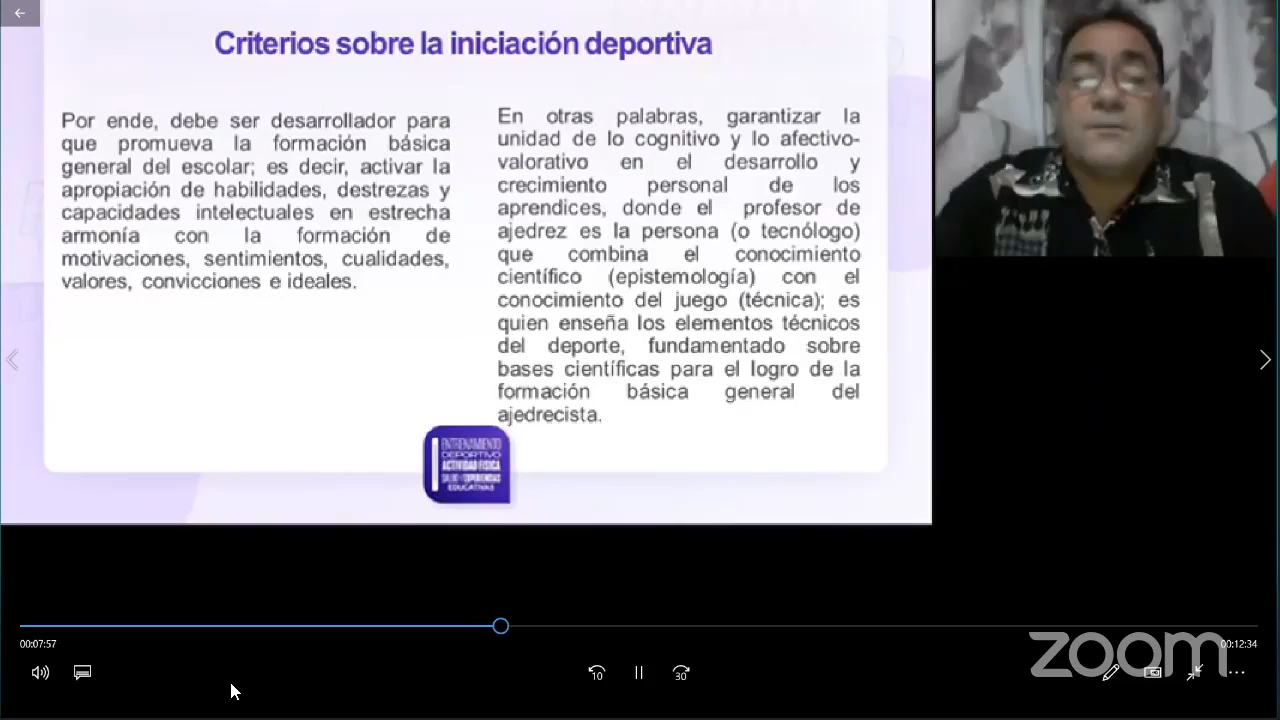 Criterios sobre la iniciación deportiva
Por ende, debe ser desarrollador para
que promueva la formación básica
general del escolar; es decir, activar la
apropiación de habilidades, destrezas y
capacidades intelectuales en estrecha
armonía con la formación de
motivaciones, sentimientos, cualidades,
valores, convicciones e ideales.
En otras palabras, garantizar la
unidad de lo cognitivo y lo afectivo-
valorativo en el desarrollo y
crecimiento personal de los
aprendices, donde el profesor de
ajedrez es la persona (o tecnólogo)
que combina el conocimiento
científico (epistemología) con el
conocimiento del juego (técnica); es
quien enseña los elementos técnicos
del deporte, fundamentado sobre
bases científicas para el logro de la
formación básica general del
ajedrecista.
ENTRENAMIENTO
DEPORTIVO
ACTIVIDAD FÍSICA
EXPERIENCIAS
EDUCATIVAS
00:07:57
00:12:34
zoom
10
30